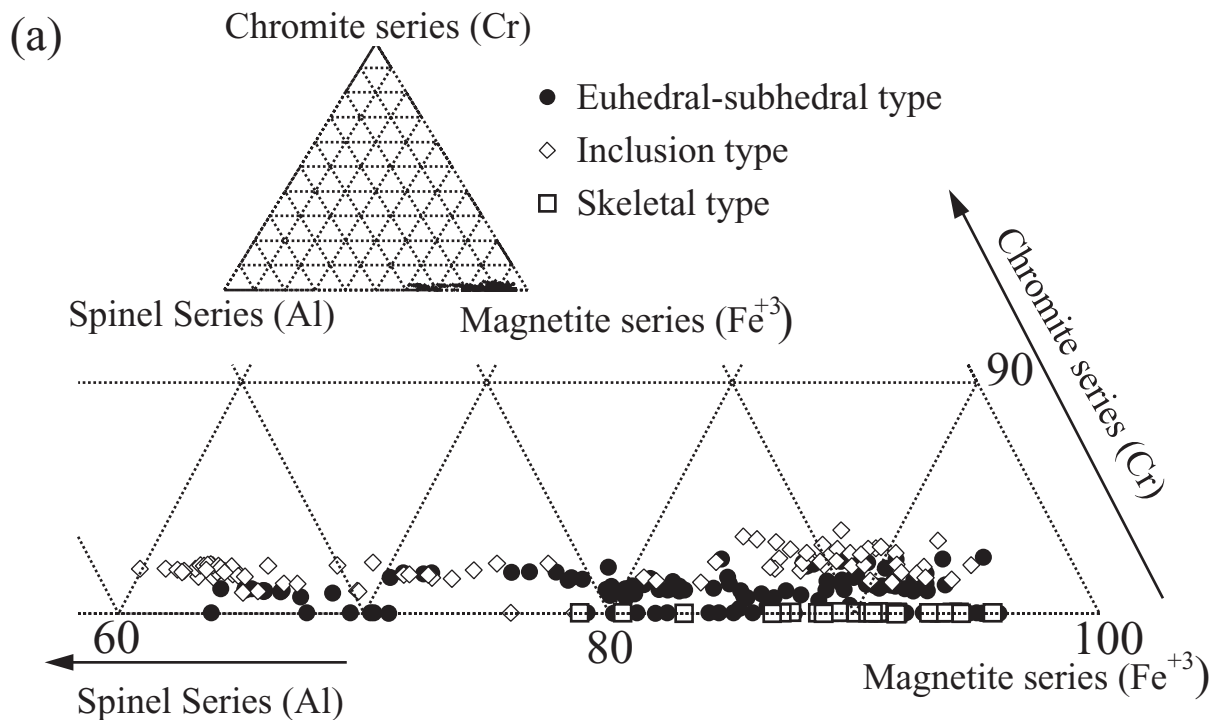 (a)
Chromite series (Cr)
Euhedral-subhedral type
Inclusion type
Skeletal type
Spinel Series (Al)
Magnetite series (Fe+3)
Chromite series (Cr)
90
60
80
100
Spinel Series (Al)
Magnetite series (Fe+3)